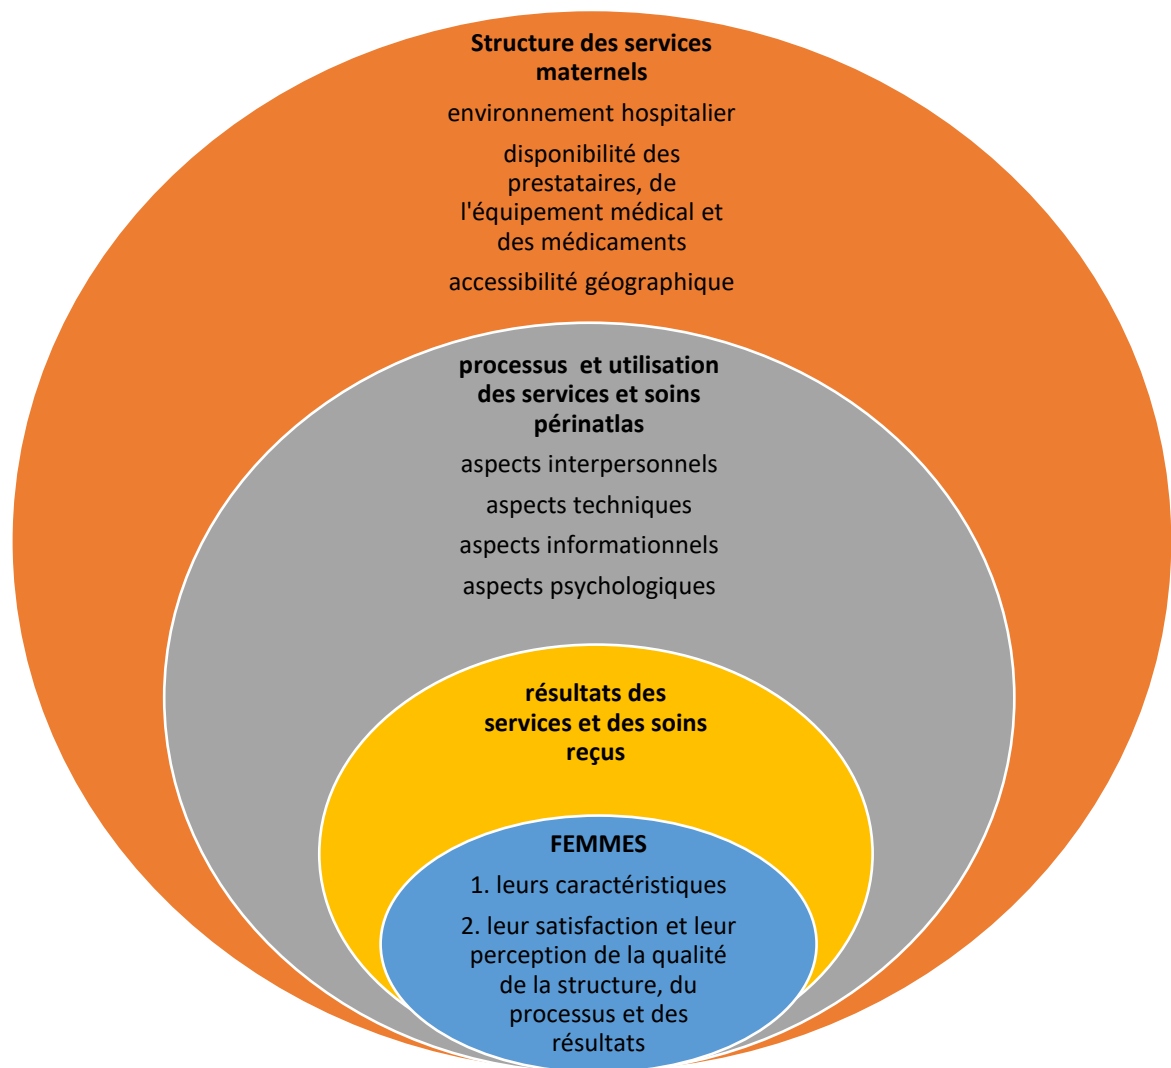 Structure des services
maternels
environnement hospitalier
disponibilité des
prestataires, de
l'équipement médical et
des médicaments
accessibilité géographique
processus  et utilisation
des services et soins
périnatlas
aspects interpersonnels
aspects techniques
aspects informationnels
aspects psychologiques
résultats des
services et des soins
reçus
FEMMES
1. leurs caractéristiques
2. leur satisfaction et leur
perception de la qualité
de la structure, du
processus et des
résultats